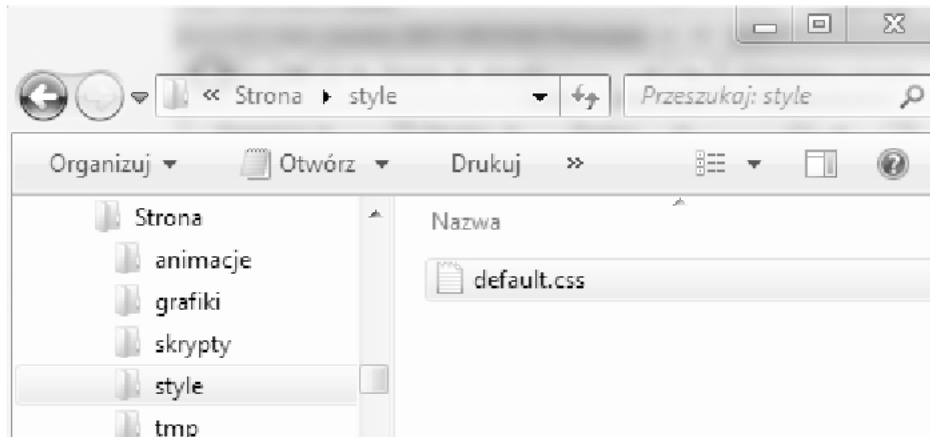 « Strona ▸ style
Przeszukaj: style
Organizuj
Otwórz
Drukuj
»
Strona
animacje
grafiki
skrypty
style
tmp
Nazwa
default.css